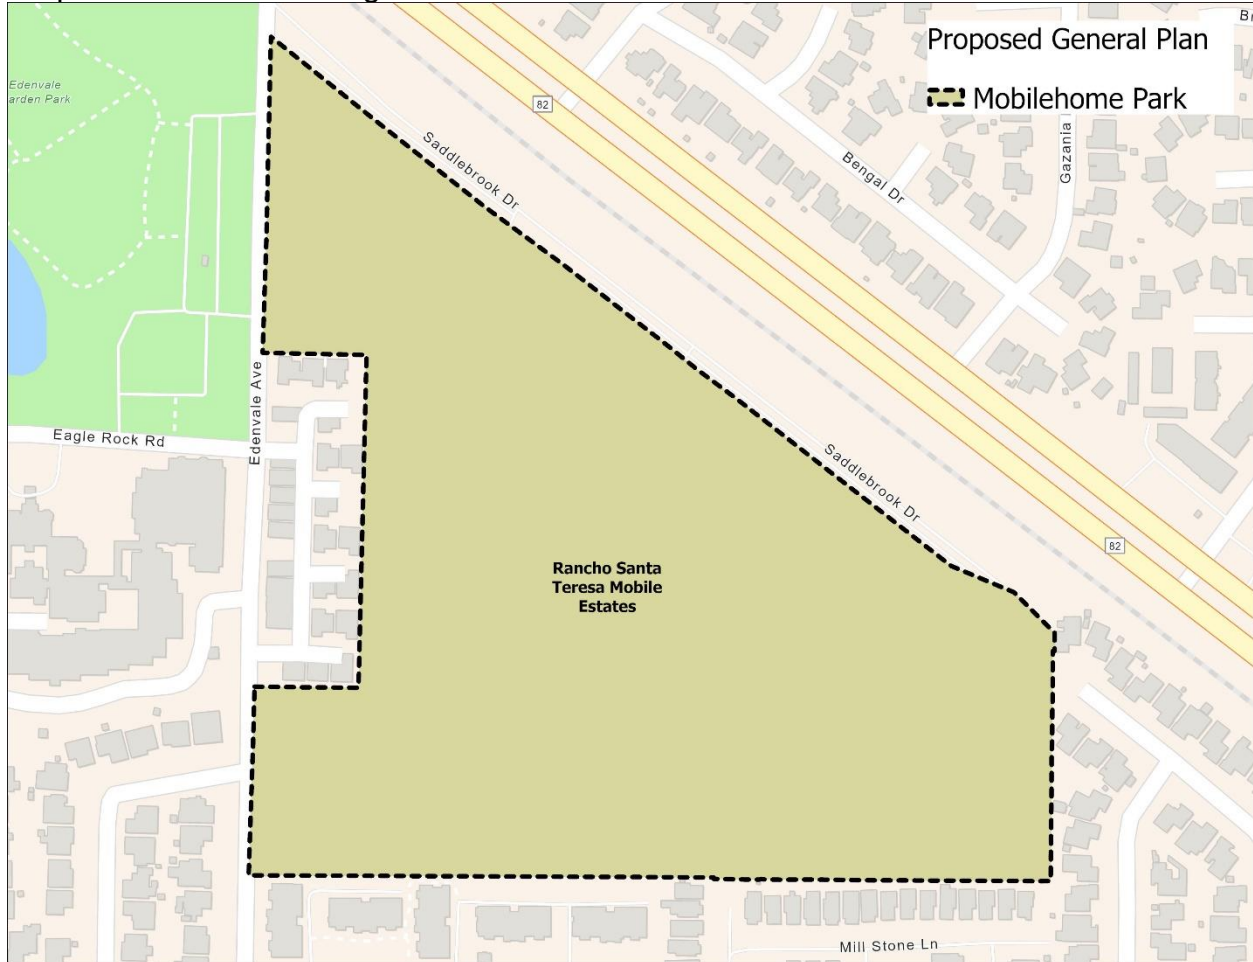 Proposed General Plan
Mobilehome Park
Edenvale
arden Park
82
Saddlebrook Dr
Bengal Dr
Gazania
Edenvale Ave
Eagle Rock Rd
Saddlebrook Dr
82
Rancho Santa
Teresa Mobile
Estates
Mill Stone Ln